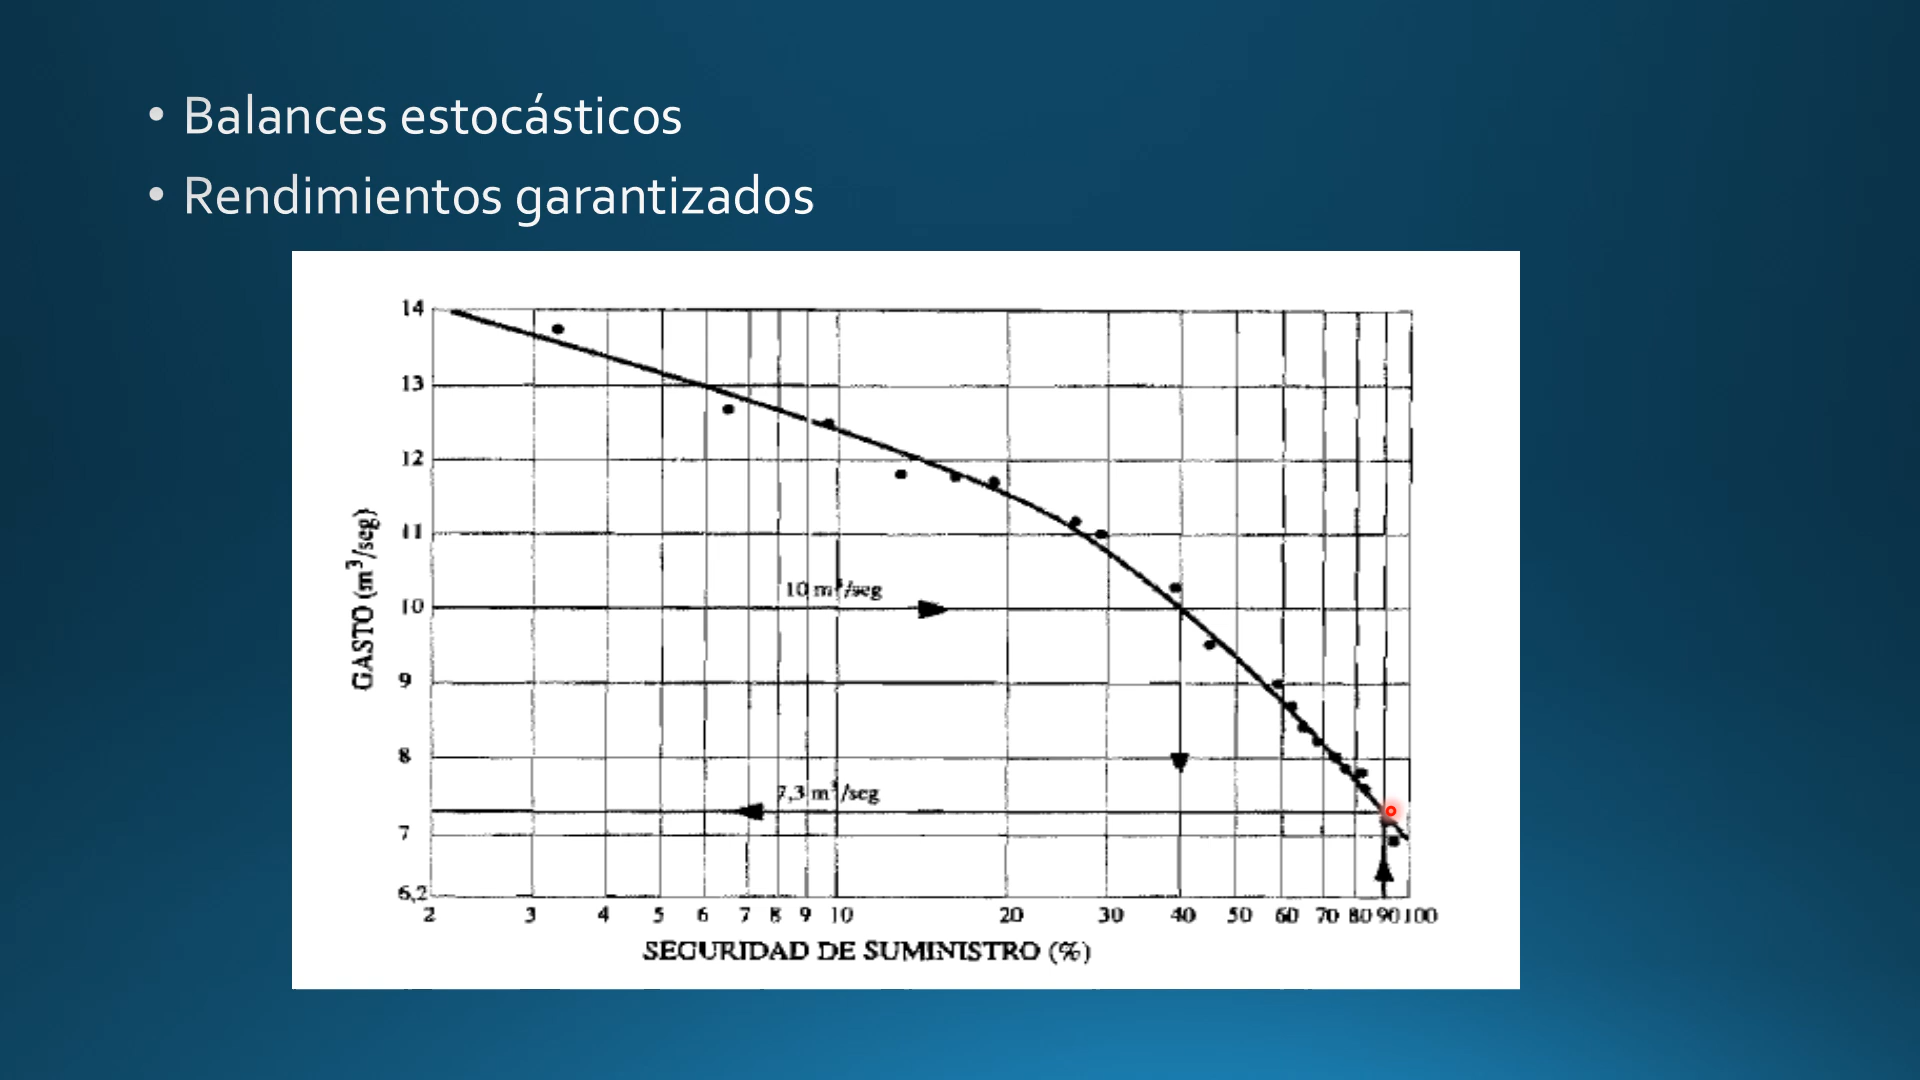 • Balances estocásticos
• Rendimientos garantizados
14
13
12
11
10
9
8
7
6,2
GASTO (m³/seg)
10 m³/seg
7,3 m³/seg
2 3 4 5 6 7 8 9 10 20 30 40 50 60 70 80 90 100
SEGURIDAD DE SUMINISTRO (%)